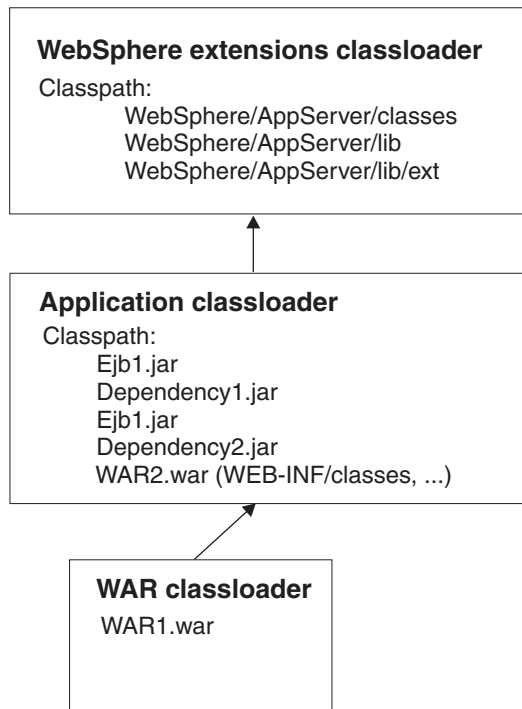 WebSphere extensions classloader
Classpath:
WebSphere/AppServer/classes
WebSphere/AppServer/lib
WebSphere/AppServer/lib/ext
Application classloader
Classpath:
Ejb1.jar
Dependency1.jar
Ejb1.jar
Dependency2.jar
WAR2.war (WEB-INF/classes, ...)
WAR classloader
WAR1.war